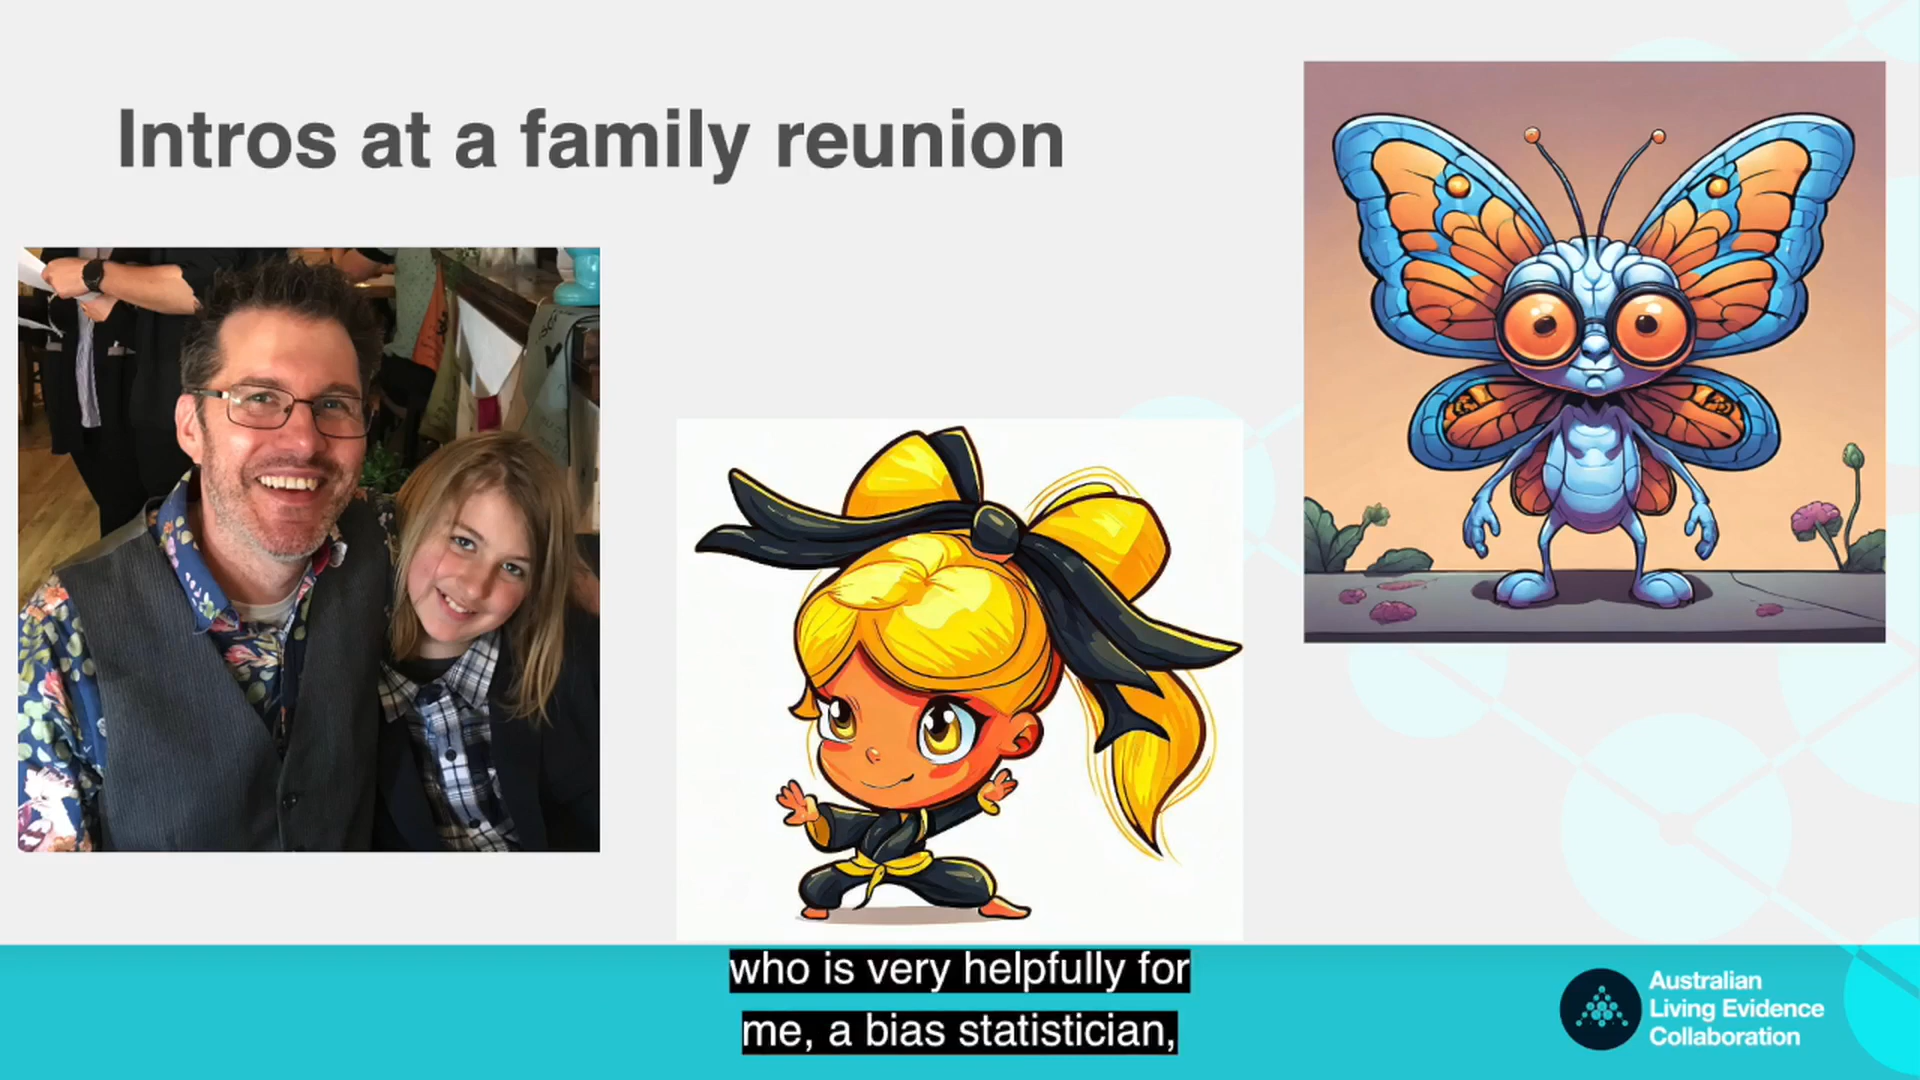 Intros at a family reunion
who is very helpfully for
me, a bias statistician,
Australian
Living Evidence
Collaboration